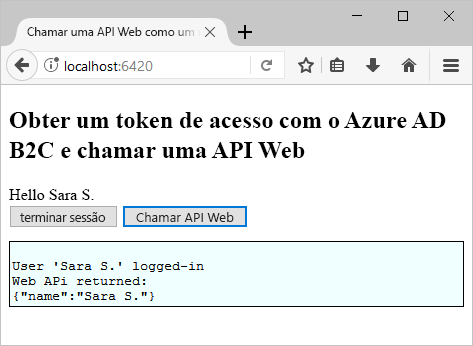 Chamar uma API Web como um
localhost:6420
Obter um token de acesso com o Azure AD
B2C e chamar uma API Web
Hello Sara S.
terminar sessão Chamar API Web
User 'Sara S.' logged-in
Web APi returned:
{"name":"Sara S."}